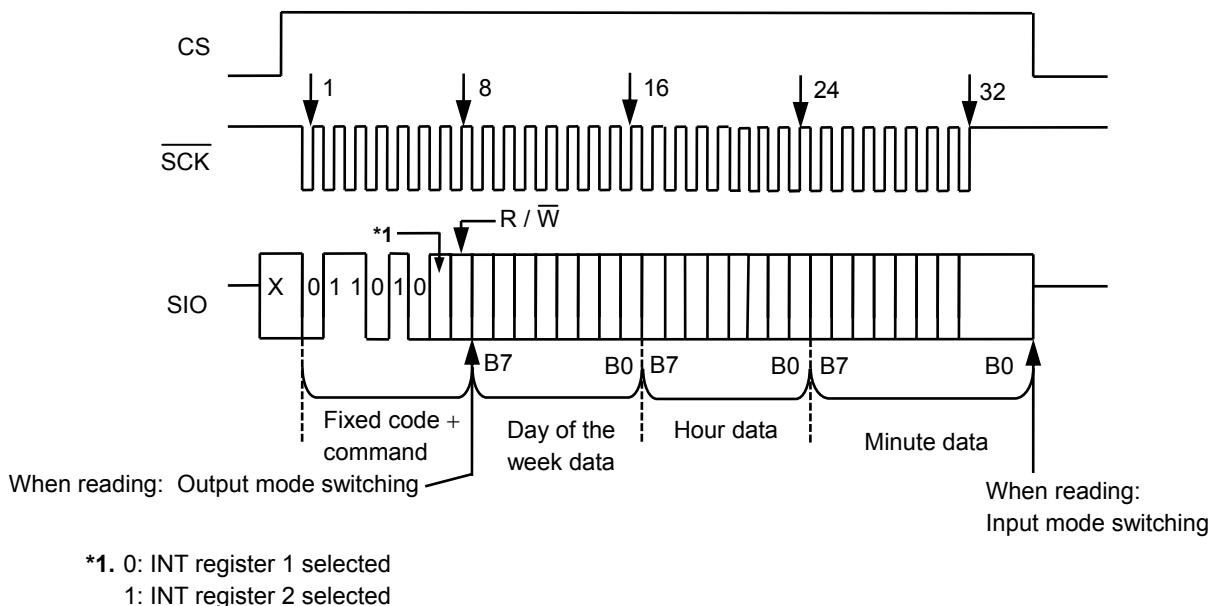 CS
1 8 16 24 32
SCK
R / W
*1
SIO
X 0 1 1 0 1 0
B7 B0 B7 B0 B7 B0
Fixed code +
command
Day of the
week data
Hour data
Minute data
When reading: Output mode switching
When reading:
Input mode switching
*1. 0: INT register 1 selected
1: INT register 2 selected